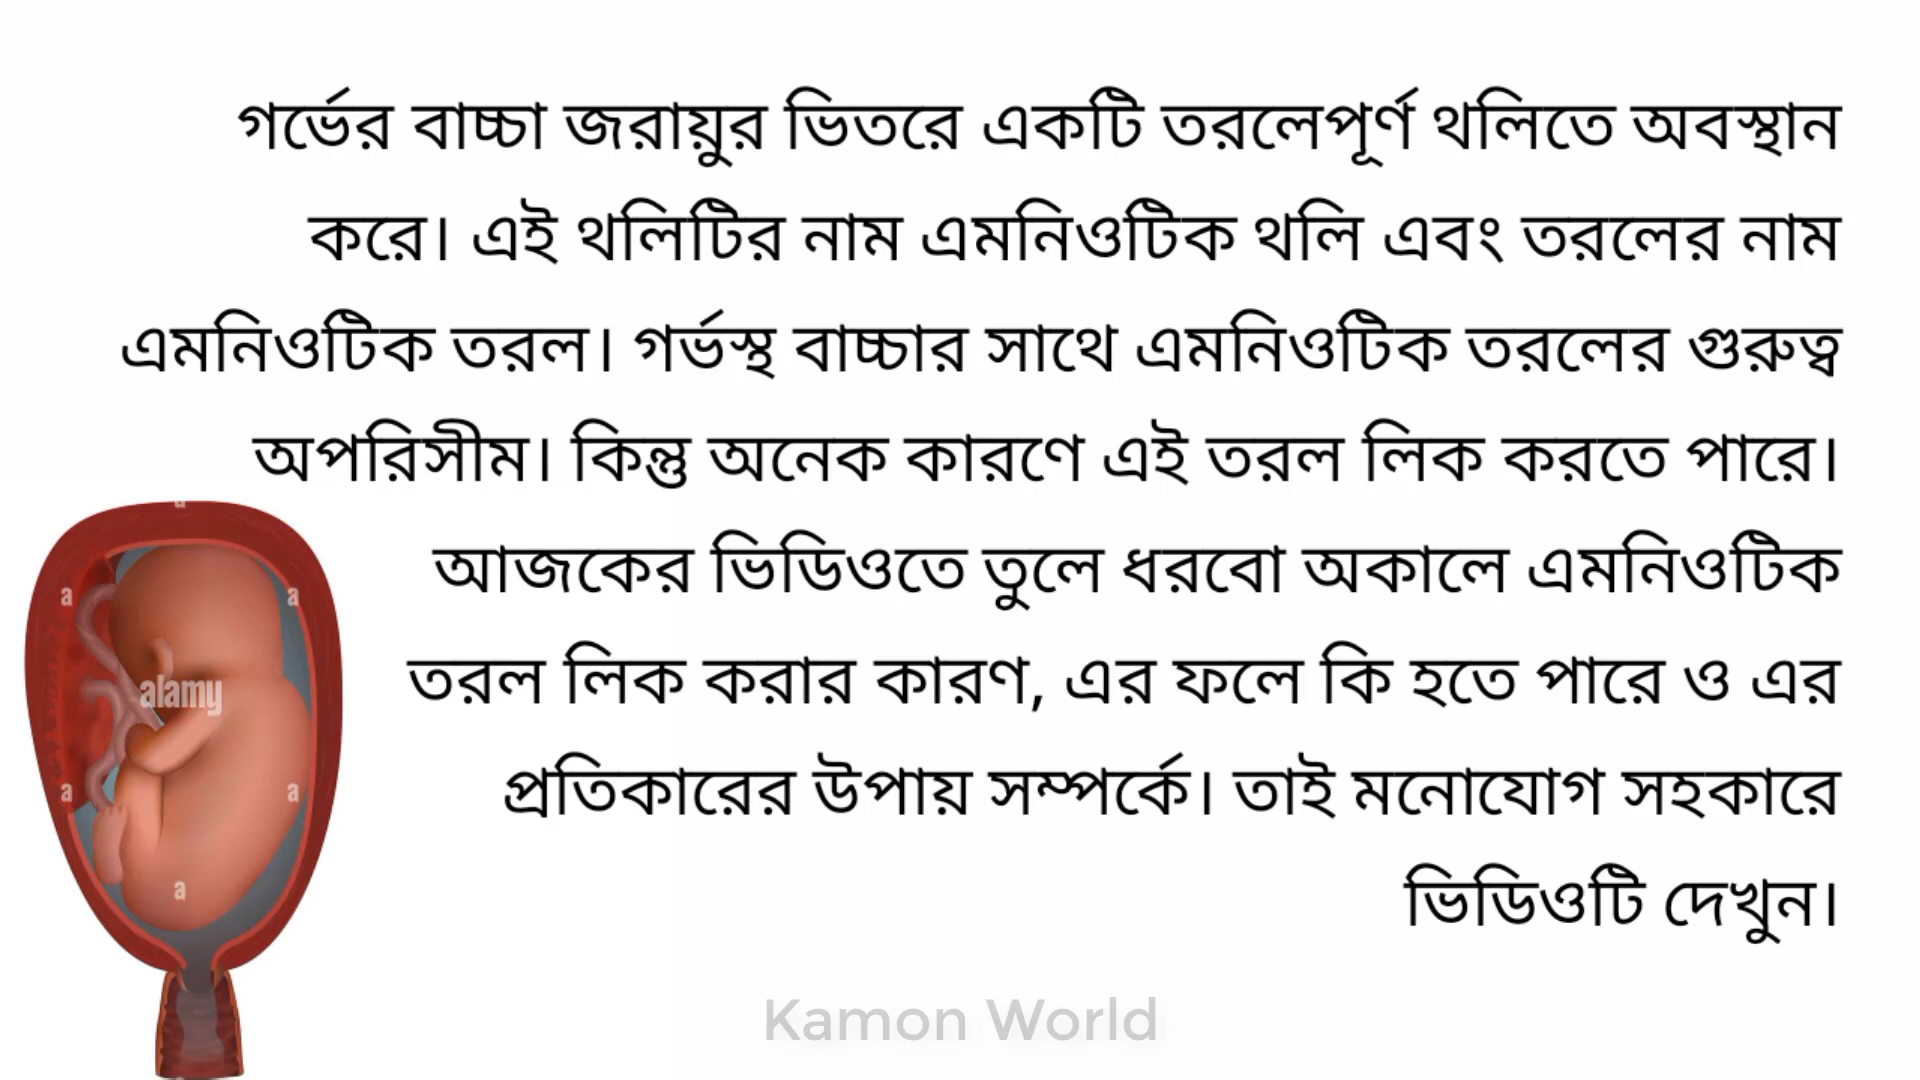 গর্ভের বাচ্চা জরায়ুর ভিতরে একটি তরলেপূর্ণ থলিতে অবস্থান
করে। এই থলিটির নাম এমনিওটিক থলি এবং তরলের নাম
এমনিওটিক তরল। গর্ভস্থ বাচ্চার সাথে এমনিওটিক তরলের গুরুত্ব
অপরিসীম। কিন্তু অনেক কারণে এই তরল লিক করতে পারে।
আজকের ভিডিওতে তুলে ধরবো অকালে এমনিওটিক
তরল লিক করার কারণ, এর ফলে কি হতে পারে ও এর
প্রতিকারের উপায় সম্পর্কে। তাই মনোযোগ সহকারে
ভিডিওটি দেখুন।
a
a a
alamy
a a
a
Kamon World